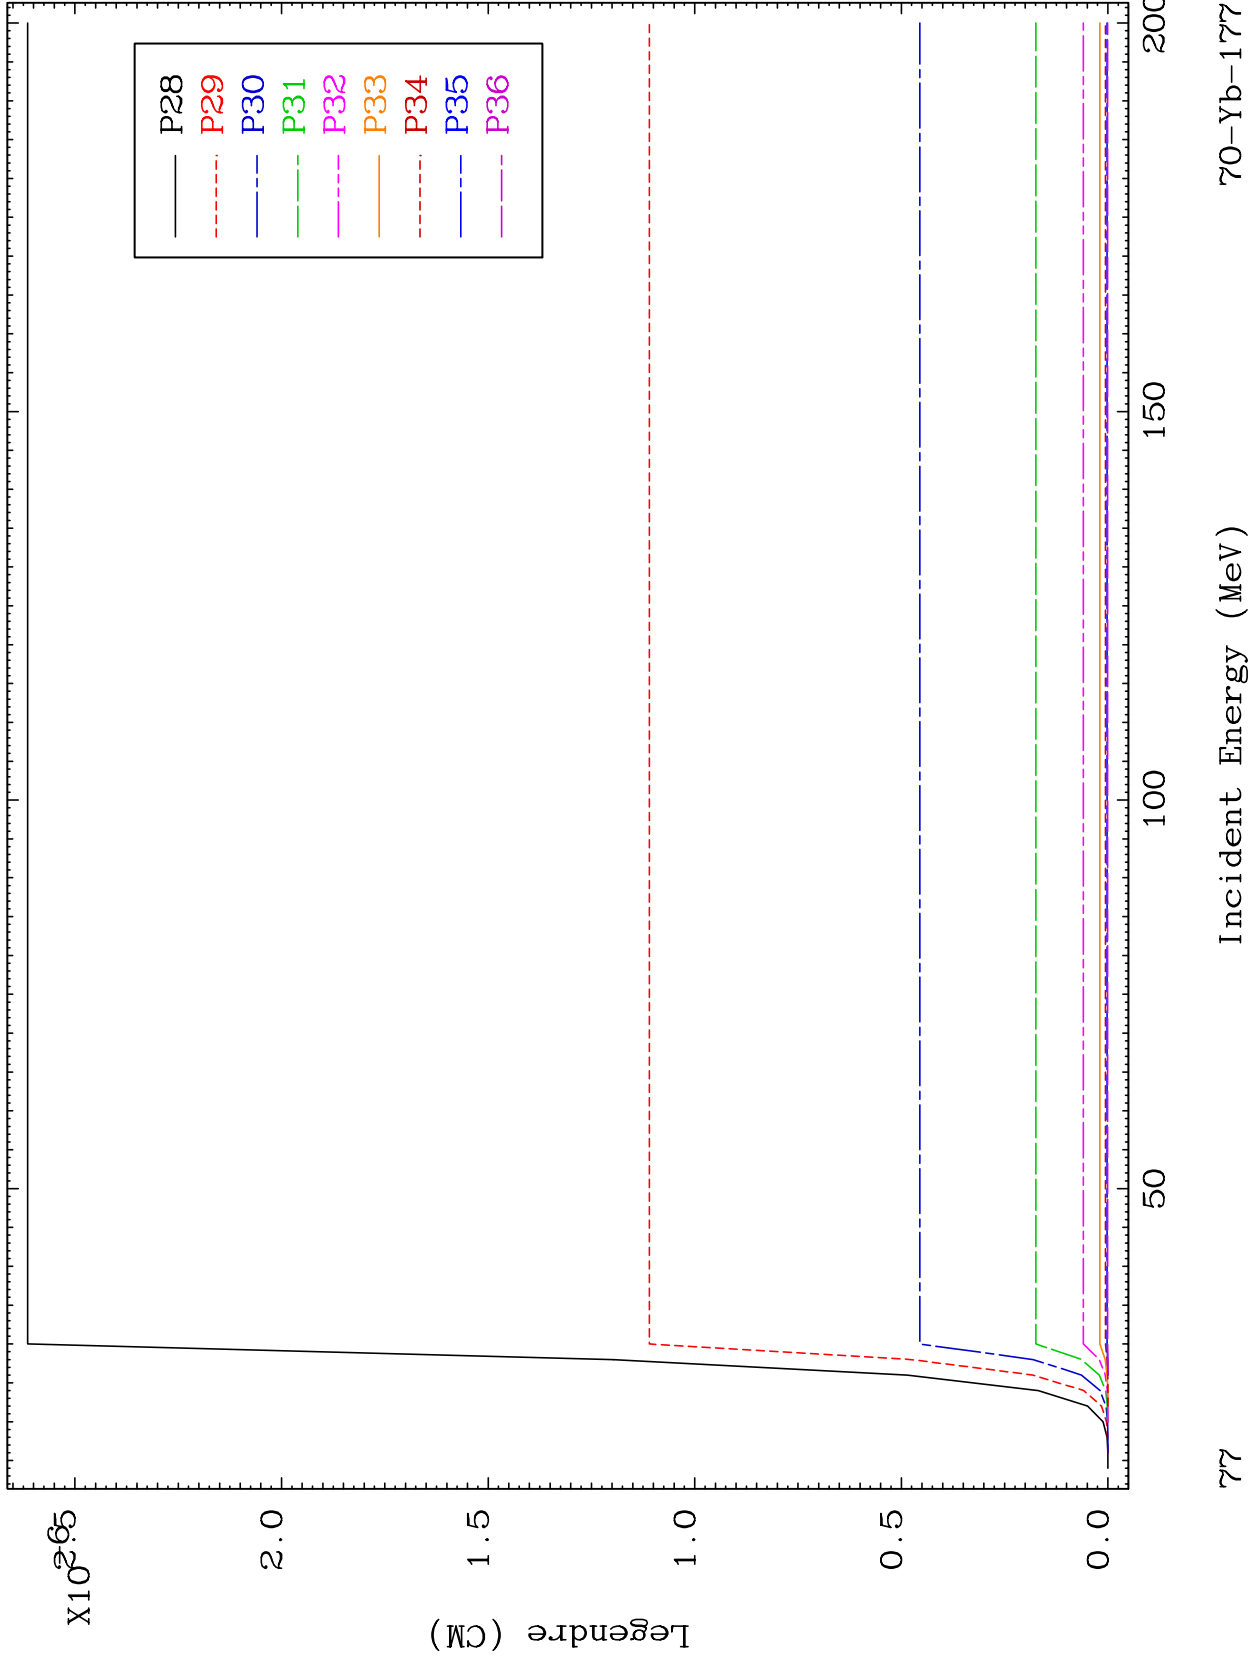 X10-6
2.5
2.0
1.5
1.0
0.5
0.0
Legendre (CM)
P28
P29
P30
P31
P32
P33
P34
P35
P36
50
100
150
200
77
Incident Energy (MeV)
70-Yb-177